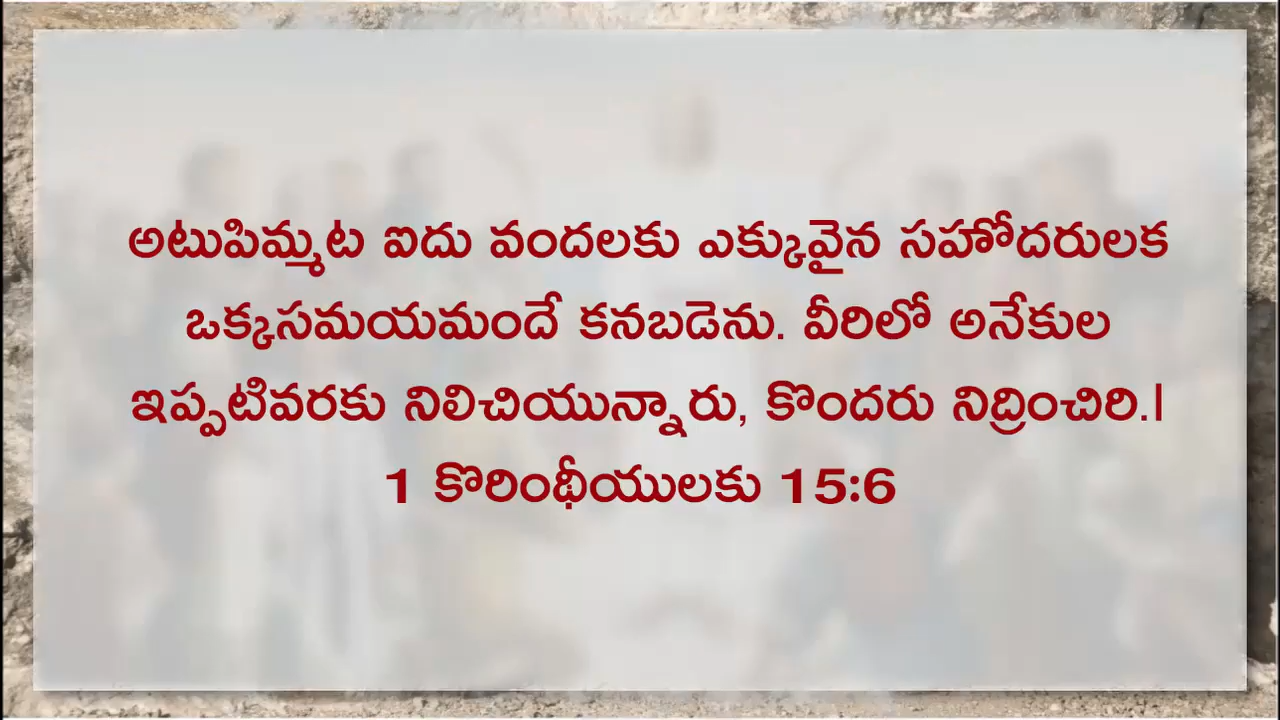 అటుపిమ్మట ఐదు వందలకు ఎక్కువైన సహోదరులక
ఒక్కసమయమందే కనబడెను. వీరిలో అనేకుల
ఇప్పటివరకు నిలిచియున్నారు, కొందరు నిద్రించిరి.|
1 కొరింథీయులకు 15:6